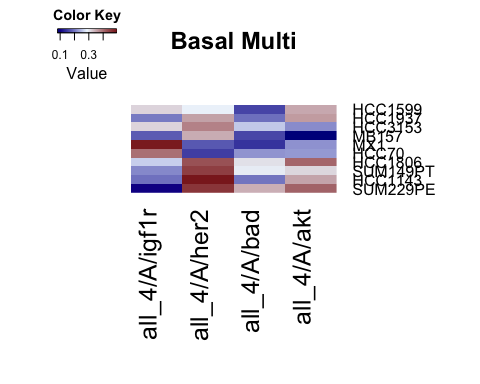 Color Key
0.1 0.3
Value
Basal Multi
HCC1599
HCC1937
HCC3153
MB157
MX1
HCC70
HCC1806
SUM149PT
HCC1143
SUM229PE
all_4/A/igf1r
all_4/A/her2
all_4/A/bad
all_4/A/akt